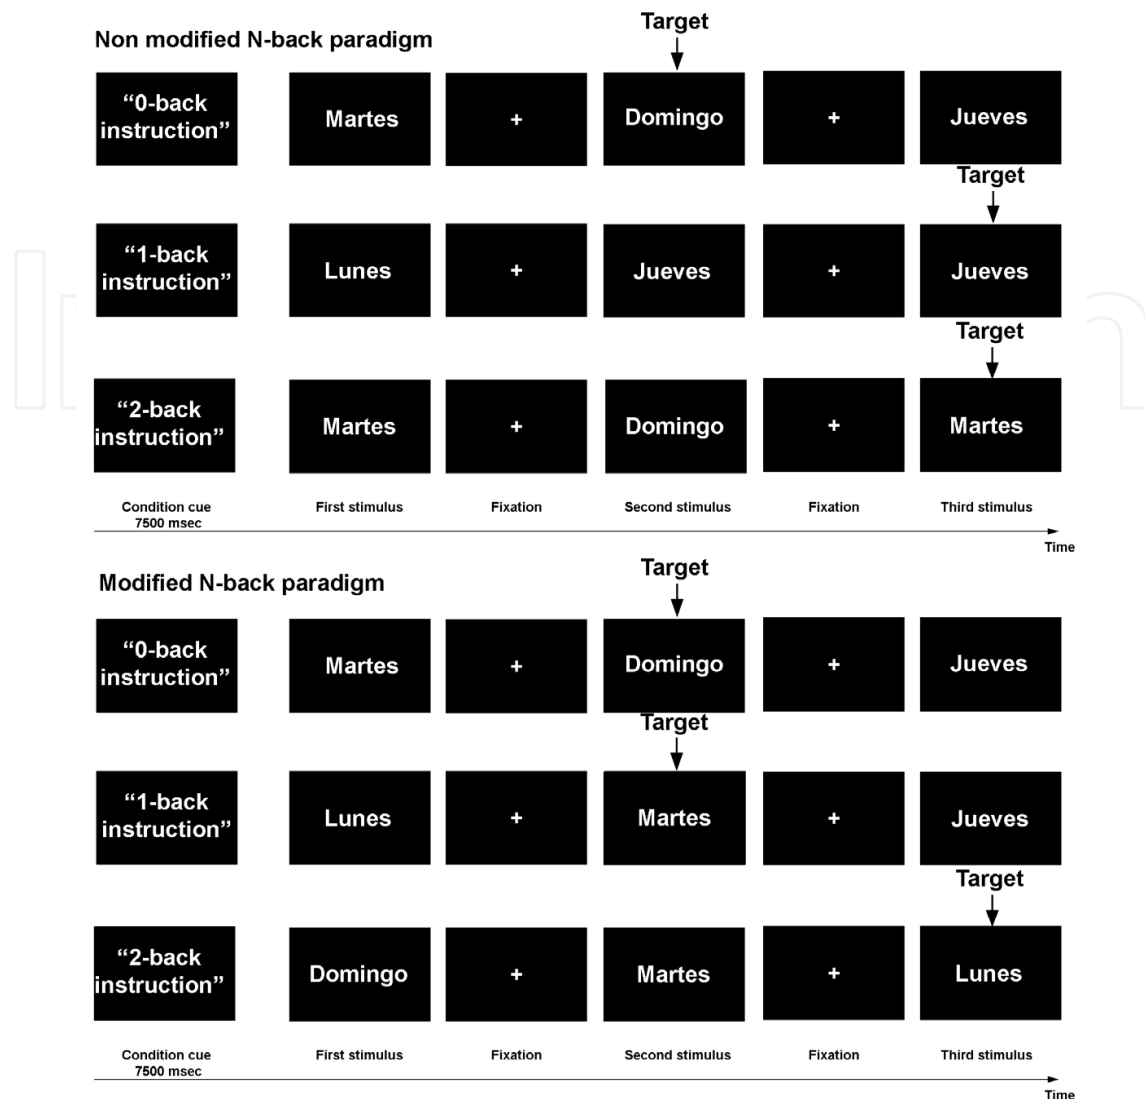 Target
Non modified N-back paradigm
“0-back
instruction”
Martes
+
Domingo
+
Jueves
Target
“1-back
instruction”
Lunes
+
Jueves
+
Jueves
Target
“2-back
instruction”
Martes
+
Domingo
+
Martes
Condition cue
7500 msec
First stimulus
Fixation
Second stimulus
Fixation
Third stimulus
Time
Modified N-back paradigm
Target
“0-back
instruction”
Martes
+
Domingo
+
Jueves
Target
“1-back
instruction”
Lunes
+
Martes
+
Jueves
Target
“2-back
instruction”
Domingo
+
Martes
+
Lunes
Condition cue
7500 msec
First stimulus
Fixation
Second stimulus
Fixation
Third stimulus
Time